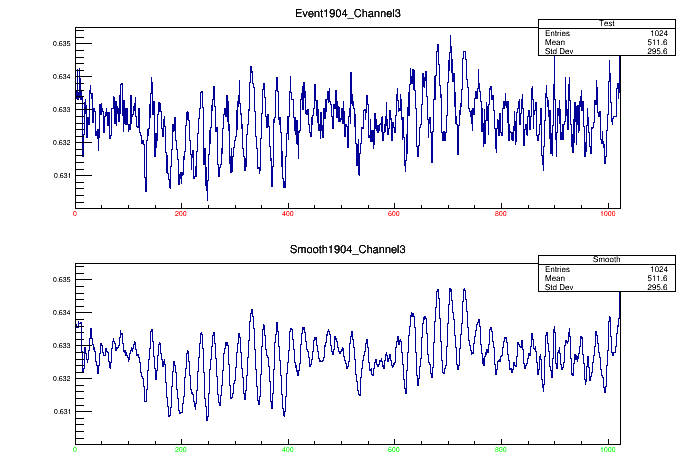 Event1904_Channel3
Test
Entries 1024
Mean 511.6
Std Dev 295.6
0.635
0.634
0.633
0.632
0.631
0 200 400 600 800 1000
Smooth1904_Channel3
Smooth
Entries 1024
Mean 511.6
Std Dev 295.6
0.635
0.634
0.633
0.632
0.631
0 200 400 600 800 1000